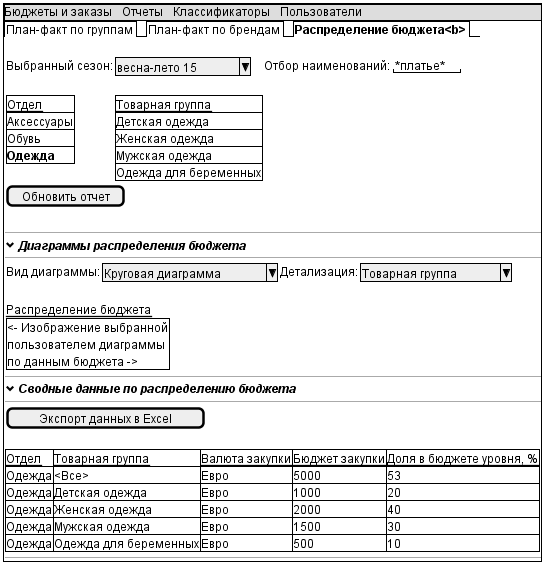 Бюджеты и заказы Отчеты Классификаторы Пользователи
План-факт по группам План-факт по брендам Распределение бюджета<b>
Выбранный сезон: весна-лето 15 Отбор наименований: *платье*
Отдел Товарная группа
Аксессуары Детская одежда
Обувь Женская одежда
Одежда Мужская одежда
Одежда для беременных
Обновить отчет
Диаграммы распределения бюджета
Вид диаграммы: Круговая диаграмма Детализация: Товарная группа
Распределение бюджета
<- Изображение выбранной
пользователем диаграммы
по данным бюджета ->
Сводные данные по распределению бюджета
Экспорт данных в Excel
Отдел Товарная группа Валюта закупки Бюджет закупки Доля в бюджете уровня, %
Одежда <Все> Евро 5000 53
Одежда Детская одежда Евро 1000 20
Одежда Женская одежда Евро 2000 40
Одежда Мужская одежда Евро 1500 30
Одежда Одежда для беременных Евро 500 10